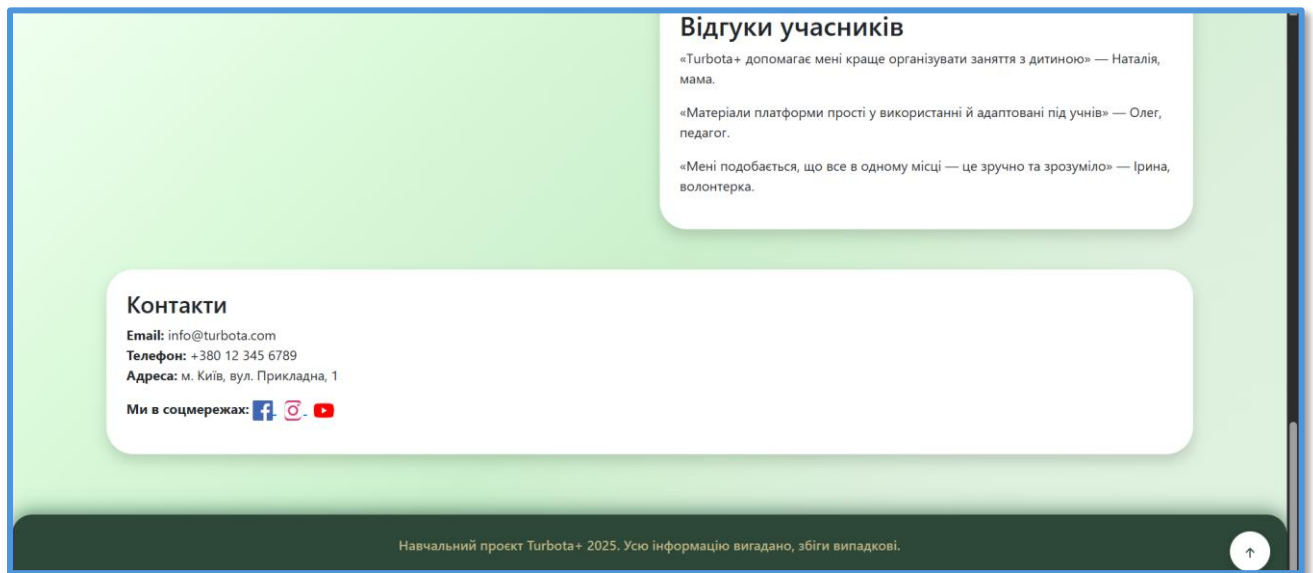 Відгуки учасників
«Turbota+ допомагає мені краще організувати заняття з дитиною» — Наталія,
мама.
«Матеріали платформи прості у використанні й адаптовані під учнів» — Олег,
педагог.
«Мені подобається, що все в одному місці — це зручно та зрозуміло» — Ірина,
волонтерка.
Контакти
Email: info@turbota.com
Телефон: +380 12 345 6789
Адреса: м. Київ, вул. Прикладна, 1
Ми в соцмережах:
Навчальний проєкт Turbota+ 2025. Усю інформацію вигадано, збіги випадкові.